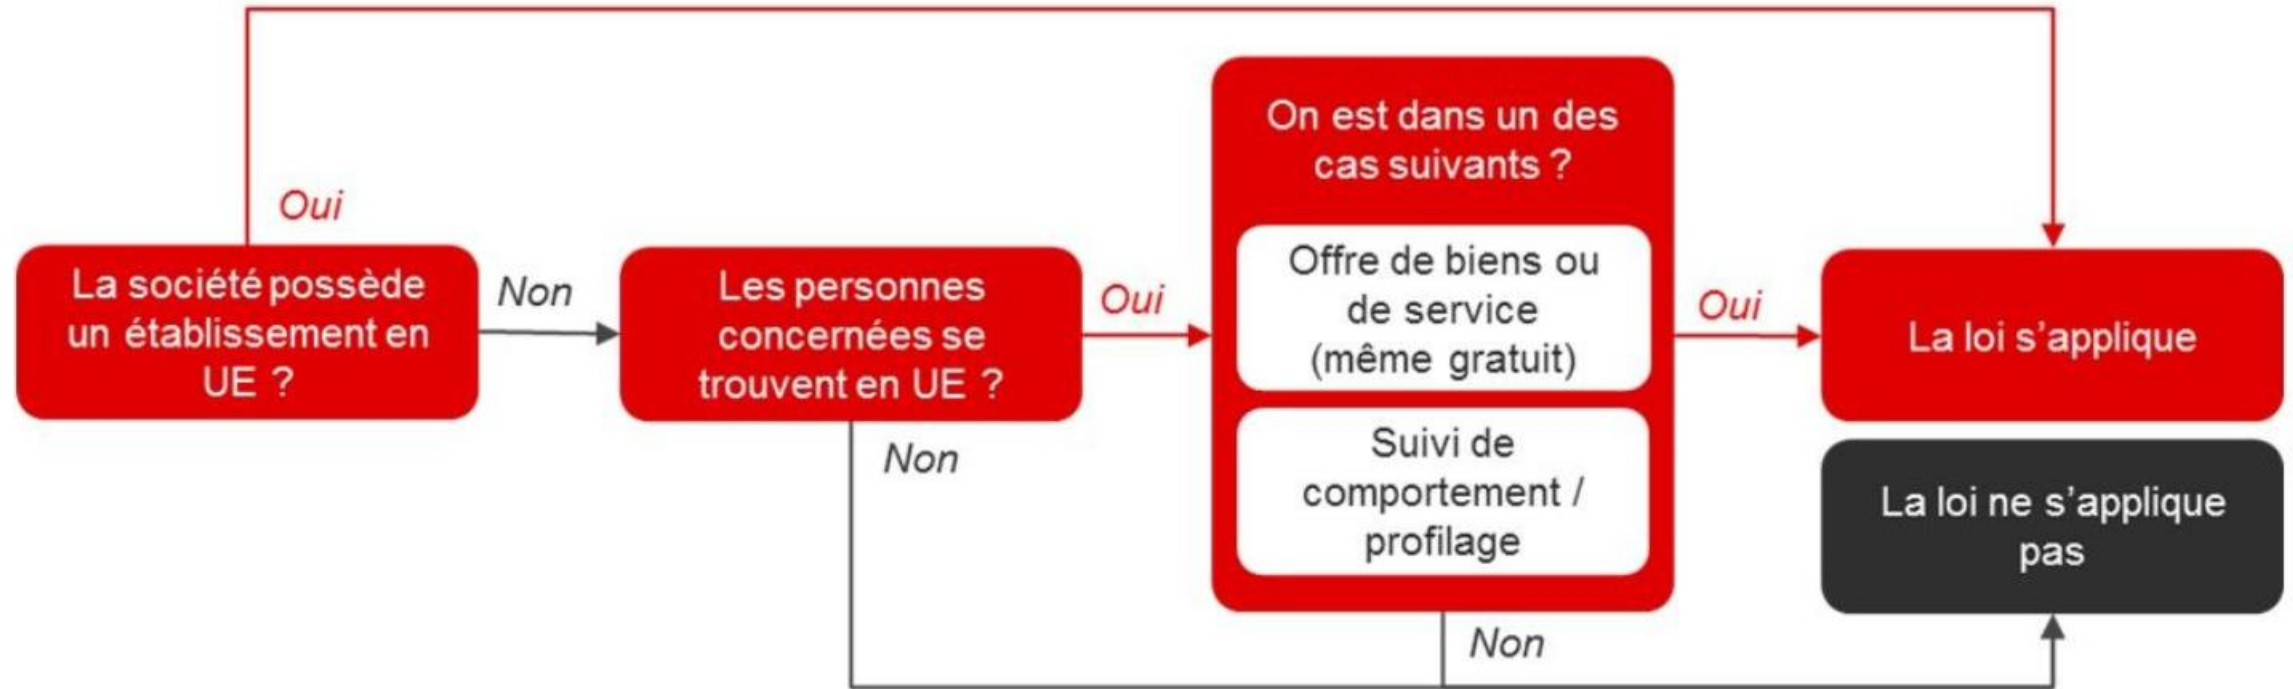 Oui
La société possède
un établissement en
UE ?
Non
Les personnes
concernées se
trouvent en UE ?
Oui
Non
On est dans un des
cas suivants ?
Offre de biens ou
de service
(même gratuit)
Suivi de
comportement /
profilage
Oui
Non
La loi s’applique
La loi ne s’applique
pas